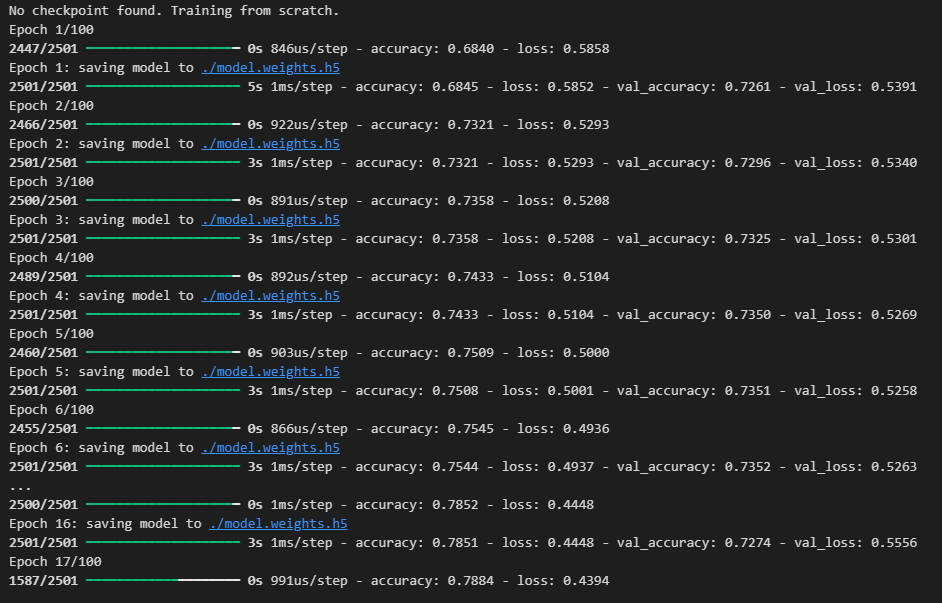 No checkpoint found. Training from scratch.
Epoch 1/100
2447/2501 ━━━━━━━━━━━━━━━━━━━━ 0s 846us/step - accuracy: 0.6840 - loss: 0.5858
Epoch 1: saving model to ./model.weights.h5
2501/2501 ━━━━━━━━━━━━━━━━━━━━ 5s 1ms/step - accuracy: 0.6845 - loss: 0.5852 - val_accuracy: 0.7261 - val_loss: 0.5391
Epoch 2/100
2466/2501 ━━━━━━━━━━━━━━━━━━━━ 0s 922us/step - accuracy: 0.7321 - loss: 0.5293
Epoch 2: saving model to ./model.weights.h5
2501/2501 ━━━━━━━━━━━━━━━━━━━━ 3s 1ms/step - accuracy: 0.7321 - loss: 0.5293 - val_accuracy: 0.7296 - val_loss: 0.5340
Epoch 3/100
2500/2501 ━━━━━━━━━━━━━━━━━━━━ 0s 891us/step - accuracy: 0.7358 - loss: 0.5208
Epoch 3: saving model to ./model.weights.h5
2501/2501 ━━━━━━━━━━━━━━━━━━━━ 3s 1ms/step - accuracy: 0.7358 - loss: 0.5208 - val_accuracy: 0.7325 - val_loss: 0.5301
Epoch 4/100
2489/2501 ━━━━━━━━━━━━━━━━━━━━ 0s 892us/step - accuracy: 0.7433 - loss: 0.5104
Epoch 4: saving model to ./model.weights.h5
2501/2501 ━━━━━━━━━━━━━━━━━━━━ 3s 1ms/step - accuracy: 0.7433 - loss: 0.5104 - val_accuracy: 0.7350 - val_loss: 0.5269
Epoch 5/100
2460/2501 ━━━━━━━━━━━━━━━━━━━━ 0s 903us/step - accuracy: 0.7509 - loss: 0.5000
Epoch 5: saving model to ./model.weights.h5
2501/2501 ━━━━━━━━━━━━━━━━━━━━ 3s 1ms/step - accuracy: 0.7508 - loss: 0.5001 - val_accuracy: 0.7351 - val_loss: 0.5258
Epoch 6/100
2455/2501 ━━━━━━━━━━━━━━━━━━━━ 0s 866us/step - accuracy: 0.7545 - loss: 0.4936
Epoch 6: saving model to ./model.weights.h5
2501/2501 ━━━━━━━━━━━━━━━━━━━━ 3s 1ms/step - accuracy: 0.7544 - loss: 0.4937 - val_accuracy: 0.7352 - val_loss: 0.5263
...
2500/2501 ━━━━━━━━━━━━━━━━━━━━ 0s 1ms/step - accuracy: 0.7852 - loss: 0.4448
Epoch 16: saving model to ./model.weights.h5
2501/2501 ━━━━━━━━━━━━━━━━━━━━ 3s 1ms/step - accuracy: 0.7851 - loss: 0.4448 - val_accuracy: 0.7274 - val_loss: 0.5556
Epoch 17/100
1587/2501 ━━━━━━━━━━━━━━━━━━━━ 0s 991us/step - accuracy: 0.7884 - loss: 0.4394